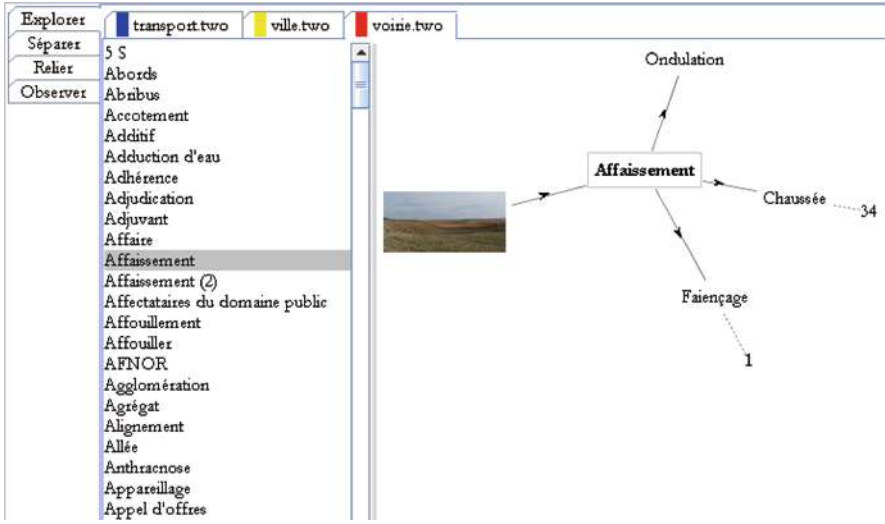 Explorer
Séparer
Relier
Observer
transport.two
ville.two
voirie.two
5 S
Abords
Abribus
Accotement
Additif
Adduction d'eau
Adhérence
Adjudication
Adjuvant
Affaire
Affaissement
Affaissement (2)
Affectataires du domaine public
Affouillement
Affouiller
AFNOR
Agglomération
Agrégat
Alignement
Allée
Anthracnose
Appareillage
Appel d'offres
Ondulation
Affaissement
Chaussée
34
Faïençage
1